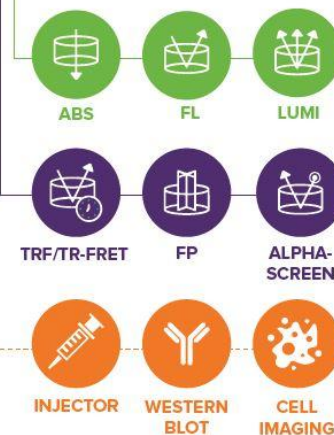 ABS FL LUMI
TRF/TR-FRET FP ALPHA-
SCREEN
INJECTOR WESTERN CELL
BLOT IMAGING